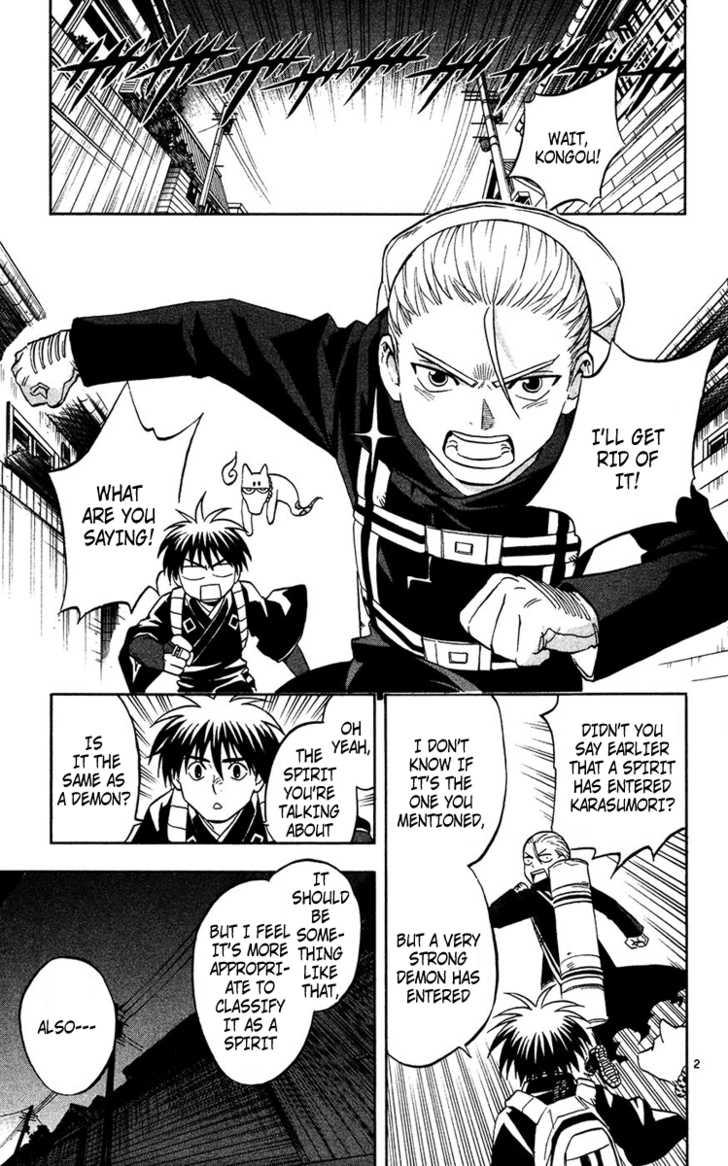 WAIT,
KONGOU!
I'LL GET
RID OF
IT!
WHAT
ARE YOU
SAYING!
DIDN'T YOU
SAY EARLIER
THAT A SPIRIT
HAS ENTERED
KARASUMORI?
I DON'T
KNOW IF
IT'S THE
ONE YOU
MENTIONED,
BUT A VERY
STRONG
DEMON HAS
ENTERED
OH
YEAH,
THE
SPIRIT
YOU'RE
TALKING
ABOUT
IS
IT THE
SAME AS
A DEMON?
IT
SHOULD
BE
SOME-
THING
LIKE
THAT,
BUT I FEEL
IT'S MORE
APPROPRI-
ATE TO
CLASSIFY
IT AS A
SPIRIT
ALSO---
2